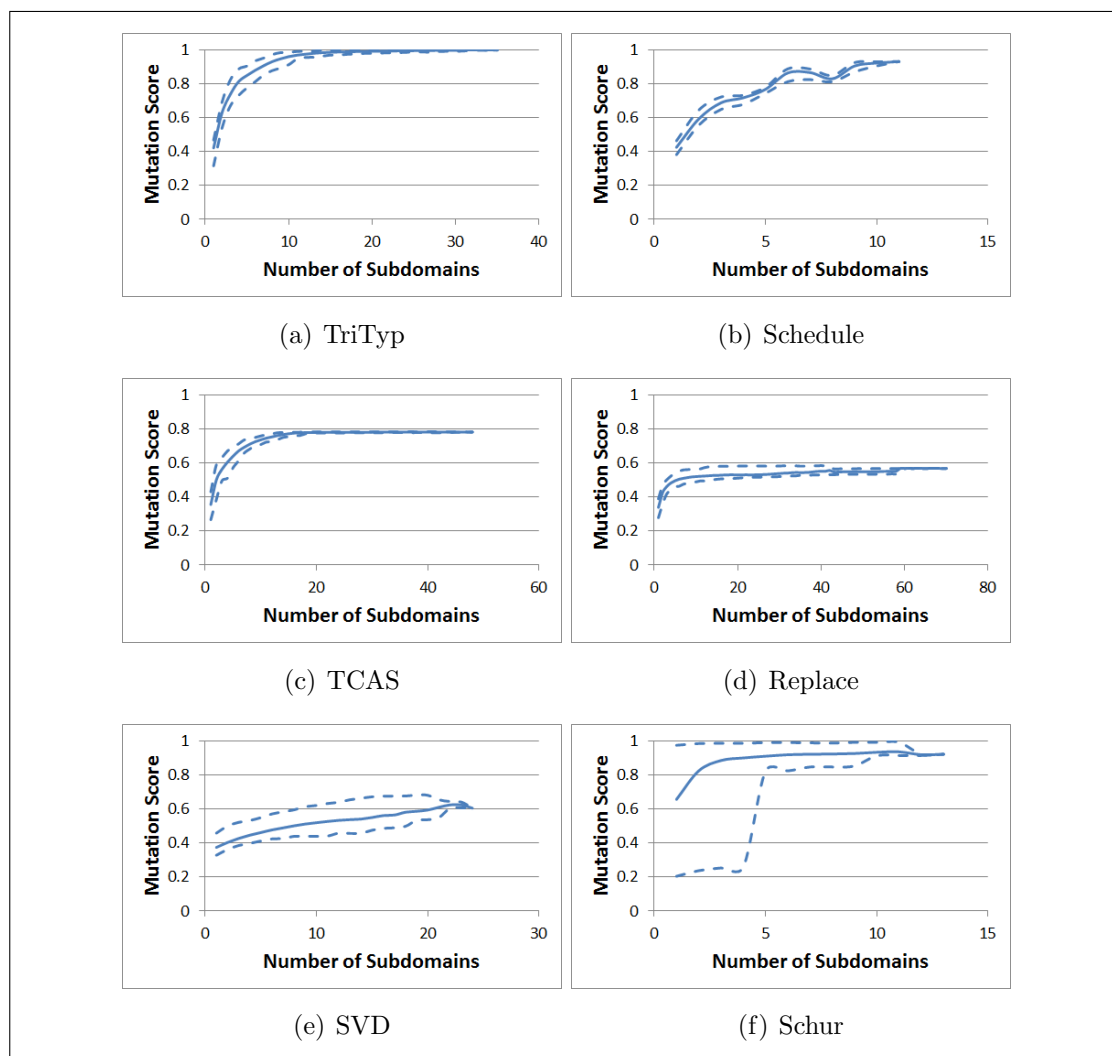 1
0.8
0.6
0.4
0.2
0
Mutation Score
0 10 20 30 40
Number of Subdomains
(a) TriTyp
1
0.8
0.6
0.4
0.2
0
Mutation Score
0 5 10 15
Number of Subdomains
(b) Schedule
1
0.8
0.6
0.4
0.2
0
Mutation Score
0 20 40 60
Number of Subdomains
(c) TCAS
1
0.8
0.6
0.4
0.2
0
Mutation Score
0 20 40 60 80
Number of Subdomains
(d) Replace
1
0.8
0.6
0.4
0.2
0
Mutation Score
0 10 20 30
Number of Subdomains
(e) SVD
1
0.8
0.6
0.4
0.2
0
Mutation Score
0 5 10 15
Number of Subdomains
(f) Schur